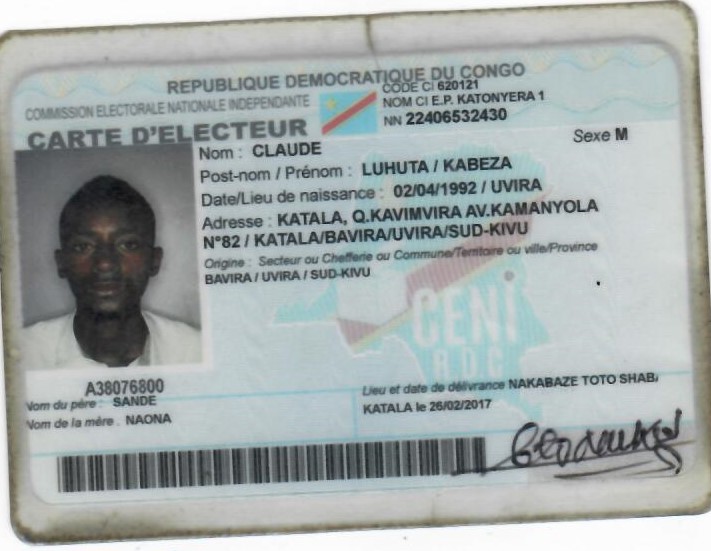 REPUBLIQUE DEMOCRATIQUE DU CONGO
COMMISSION ELECTORALE NATIONALE INDEPENDANTE
CODE CI 620121
NOM CI E.P. KATONYERA 1
NN 22406532430
CARTE D'ELECTEUR
Sexe M
Nom : CLAUDE
Post-nom / Prénom : LUHUTA / KABEZA
Date/Lieu de naissance : 02/04/1992 / UVIRA
Adresse : KATALA, Q.KAVIMVIRA AV.KAMANYOLA
N°82 / KATALA/BAVIRA/UVIRA/SUD-KIVU
Origine : Secteur ou Chefferie ou Commune/Territoire ou ville/Province
BAVIRA / UVIRA / SUD-KIVU
CENI
RDC
A38076800
Nom du père : SANDE
Nom de la mère . NAONA
Lieu et date de délivrance NAKABAZE TOTO SHAB
KATALA le 26/02/2017